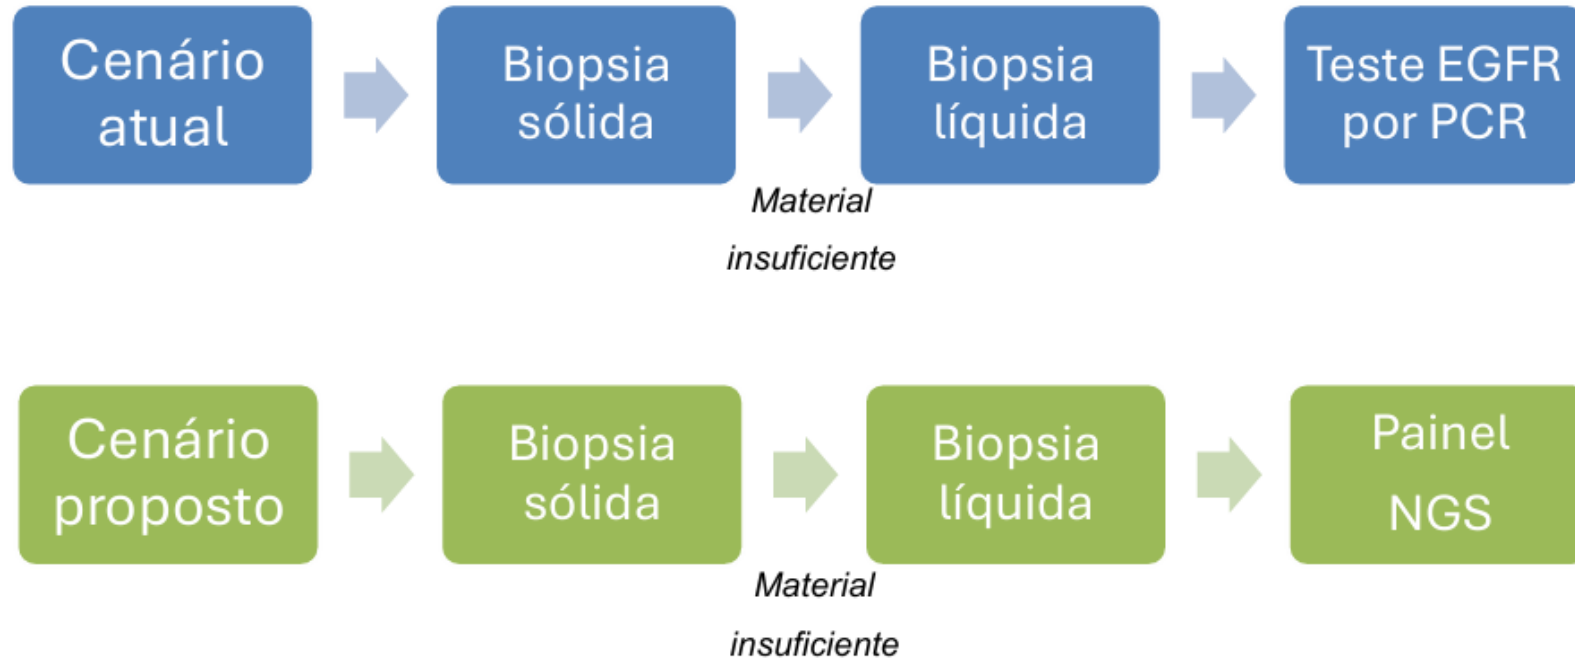 Cenário
atual
Biopsia
sólida
Biopsia
líquida
Teste EGFR
por PCR
Material
insuficiente
Cenário
proposto
Biopsia
sólida
Biopsia
líquida
Painel
NGS
Material
insuficiente